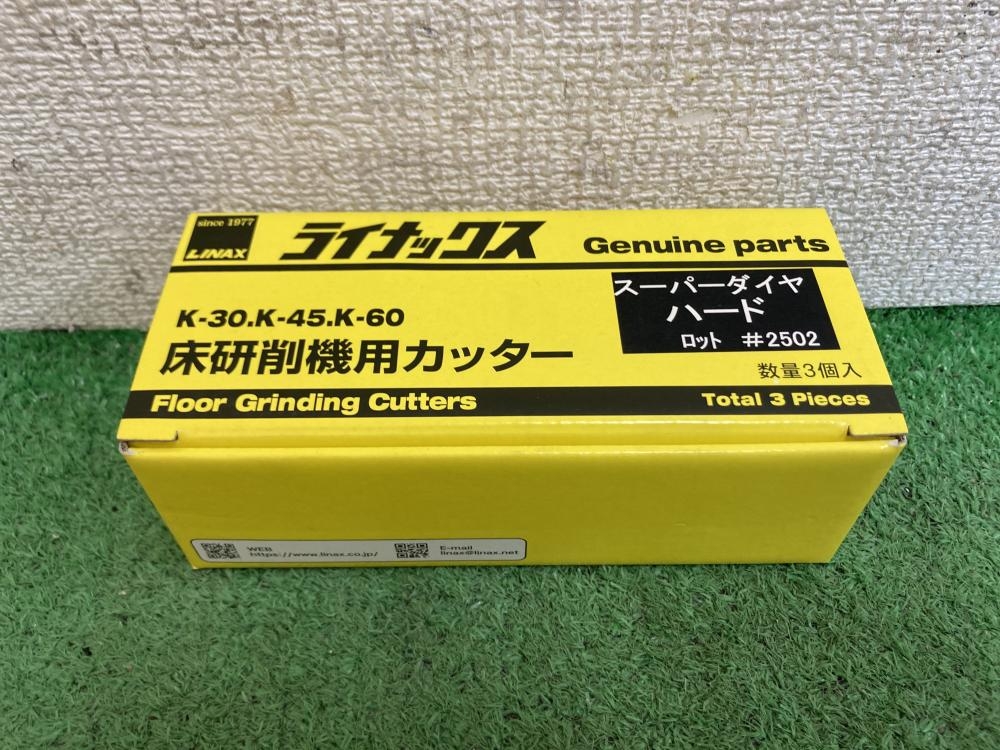 since 1977
LINAX
ライナックス
Genuine parts
K-30.K-45.K-60
床研削機用カッター
スーパーダイヤ
ハード
ロット #2502
数量3個入
Floor Grinding Cutters
Total 3 Pieces
WEB
https://www.linax.co.jp/
E-mail
linax@linax.net